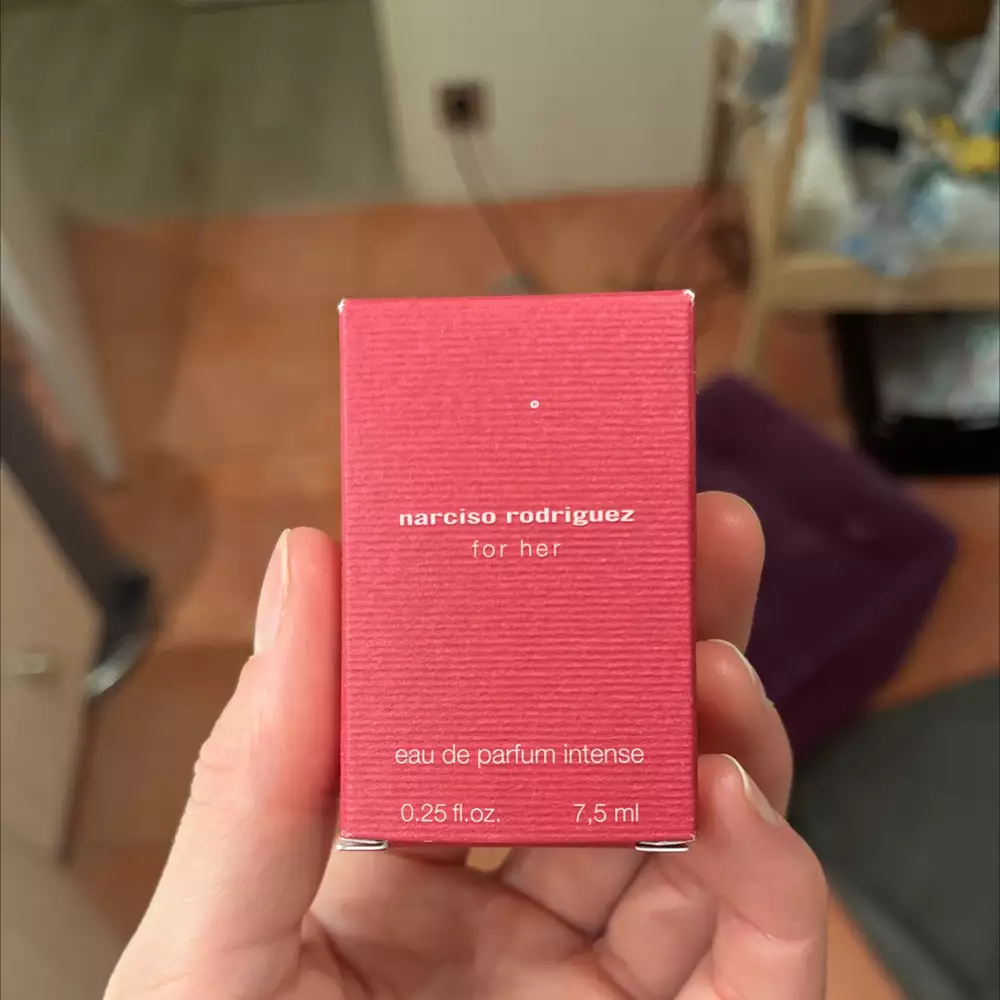 narciso rodriguez
for her
eau de parfum intense
0.25 fl.oz. 7,5 ml